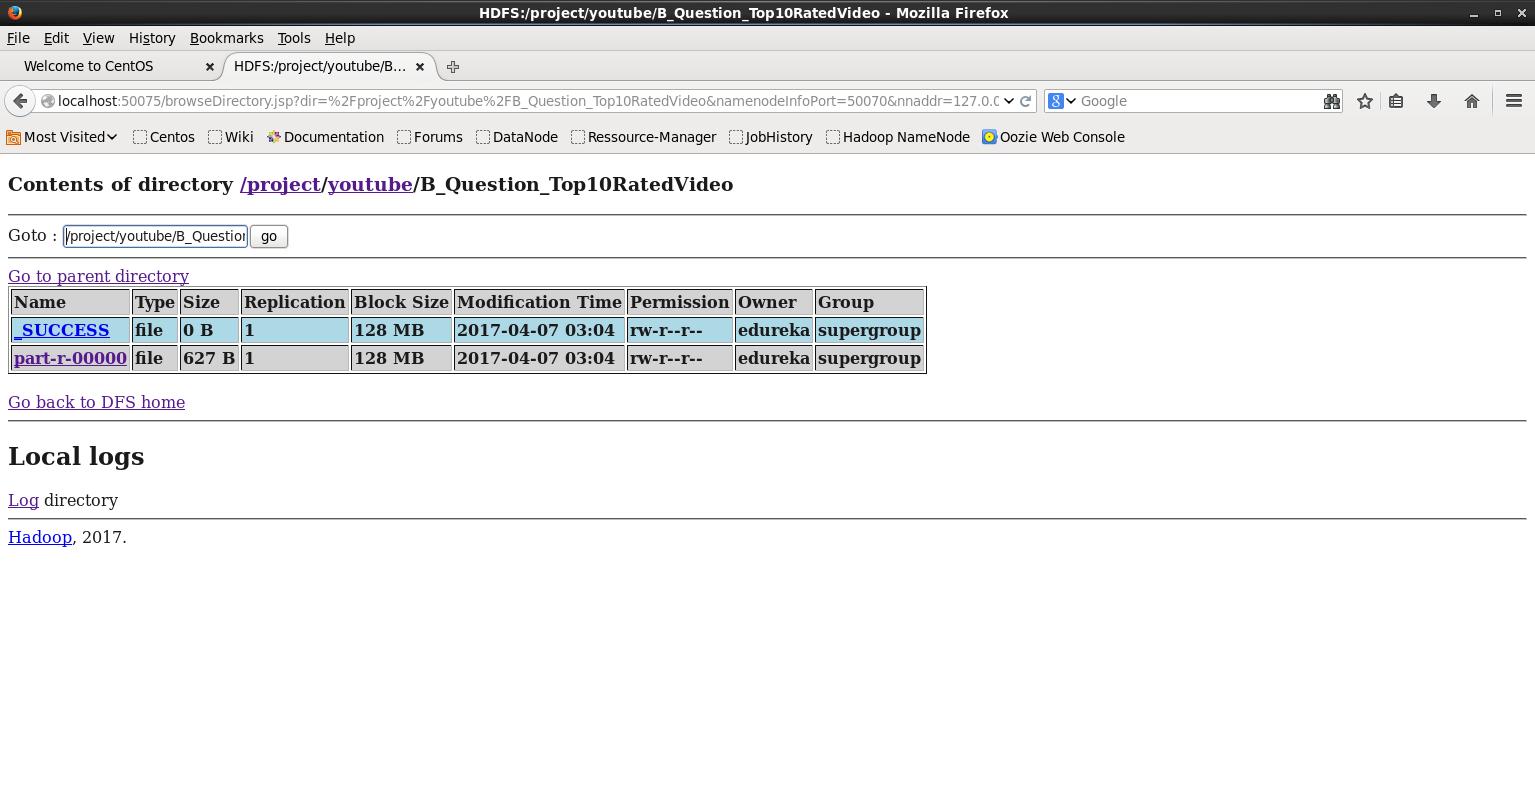 HDFS:/project/youtube/B_Question_Top10RatedVideo - Mozilla Firefox
File Edit View History Bookmarks Tools Help
Welcome to CentOS HDFS:/project/youtube/B...
localhost:50075/browseDirectory.jsp?dir=%2Fproject%2Fyoutube%2FB_Question_Top10RatedVideo&namenodeInfoPort=50070&nnaddr=127.0.0 Google
Most Visited Centos Wiki Documentation Forums DataNode Ressource-Manager JobHistory Hadoop NameNode Oozie Web Console
Contents of directory /project/youtube/B_Question_Top10RatedVideo
Goto : /project/youtube/B_Question go
Go to parent directory
Name Type Size Replication Block Size Modification Time Permission Owner Group
_SUCCESS file 0 B 1 128 MB 2017-04-07 03:04 rw-r--r-- edureka supergroup
part-r-00000 file 627 B 1 128 MB 2017-04-07 03:04 rw-r--r-- edureka supergroup
Go back to DFS home
Local logs
Log directory
Hadoop, 2017.